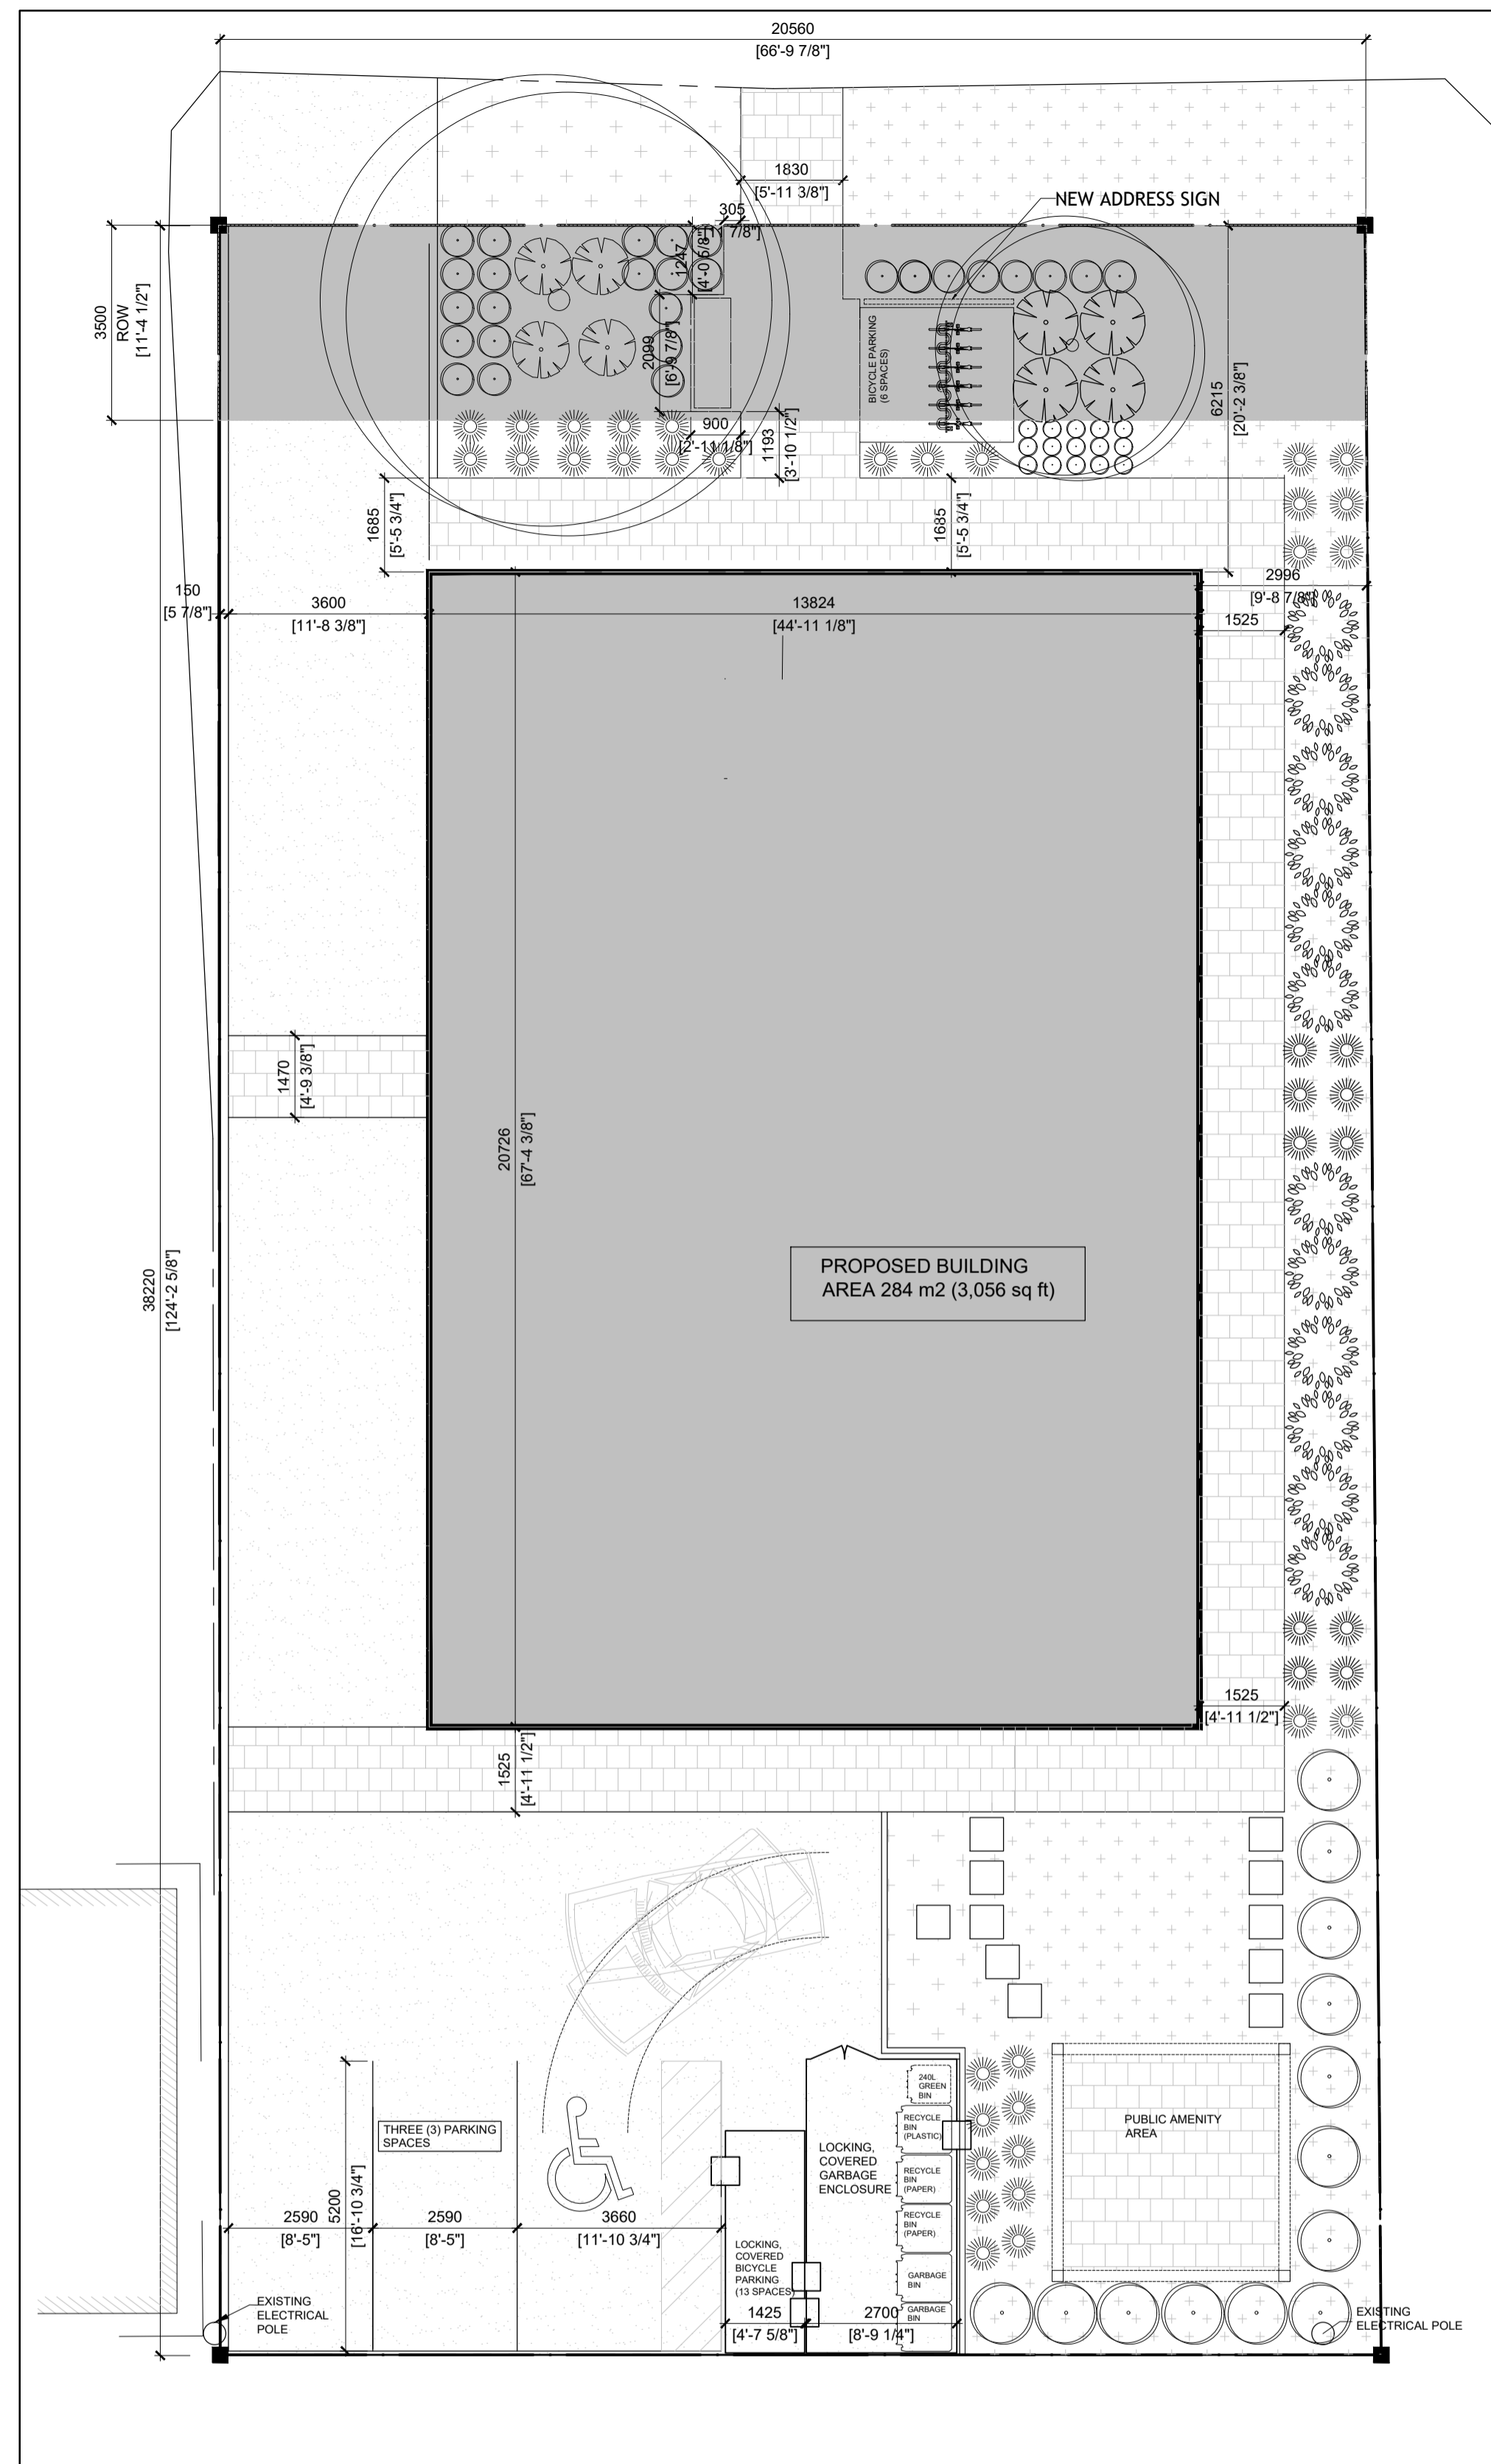 20560
[66'-9 7/8"]
1830
[5'-11 3/8"]
NEW ADDRESS SIGN
305
7/8"]
1247
[4'-0 5/8"]
3500
ROW
[11'-4 1/2"]
2099
[6'-9 7/8"]
BICYCLE PARKING
(6 SPACES)
6215
[20'-2 3/8"]
900
[2'-11 1/8"]
1193
[3'-10 1/2"]
1685
[5'-5 3/4"]
1685
[5'-5 3/4"]
150
[5 7/8"]
3600
[11'-8 3/8"]
13824
[44'-11 1/8"]
2996
[9'-8 7/8"]
1525
1470
[4'-9 3/8"]
20726
[67'-4 3/8"]
38220
[124'-2 5/8"]
PROPOSED BUILDING
AREA 284 m2 (3,056 sq ft)
1525
[4'-11 1/2"]
1525
[4'-11 1/2"]
240L
GREEN
BIN
RECYCLE
BIN
(PLASTIC)
RECYCLE
BIN
(PAPER)
RECYCLE
BIN
(PAPER)
GARBAGE
BIN
GARBAGE
BIN
LOCKING,
COVERED
GARBAGE
ENCLOSURE
PUBLIC AMENITY
AREA
THREE (3) PARKING
SPACES
5200
[16'-10 3/4"]
2590
[8'-5"]
2590
[8'-5"]
3660
[11'-10 3/4"]
LOCKING,
COVERED
BICYCLE
PARKING
(13 SPACES)
1425
[4'-7 5/8"]
2700
[8'-9 1/4"]
EXISTING
ELECTRICAL
POLE
EXISTING
ELECTRICAL POLE